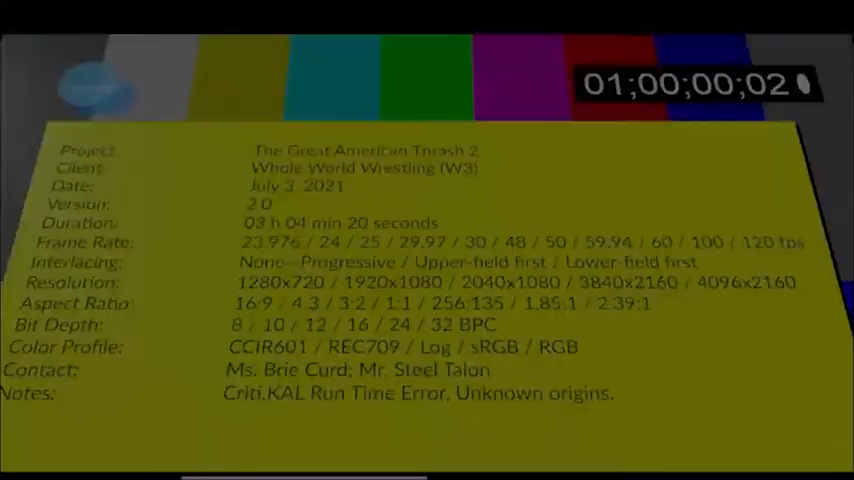 01;00;00;02
Project: The Great American Thrash 2
Client: Whole World Wrestling (W3)
Date: July 3, 2021
Version: 2.0
Duration: 03 h 04 min 20 seconds
Frame Rate: 23.976 / 24 / 25 / 29.97 / 30 / 48 / 50 / 59.94 / 60 / 100 / 120 fps
Interlacing: None—Progressive / Upper-field first / Lower-field first
Resolution: 1280x720 / 1920x1080 / 2040x1080 / 3840x2160 / 4096x2160
Aspect Ratio: 16:9 / 4:3 / 3:2 / 1:1 / 256:135 / 1.85:1 / 2.39:1
Bit Depth: 8 / 10 / 12 / 16 / 24 / 32 BPC
Color Profile: CCIR601 / REC709 / Log / sRGB / RGB
Contact: Ms. Brie Curd; Mr. Steel Talon
Notes: Criti.KAL Run Time Error, Unknown origins.